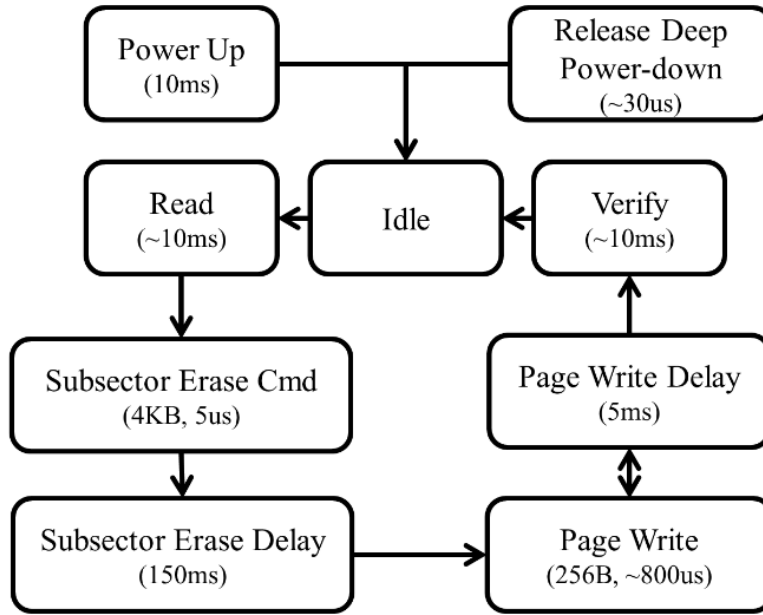 Power Up
(10ms)
Release Deep
Power-down
(~30us)
Read
(~10ms)
Idle
Verify
(~10ms)
Subsector Erase Cmd
(4KB, 5us)
Page Write Delay
(5ms)
Subsector Erase Delay
(150ms)
Page Write
(256B, ~800us)